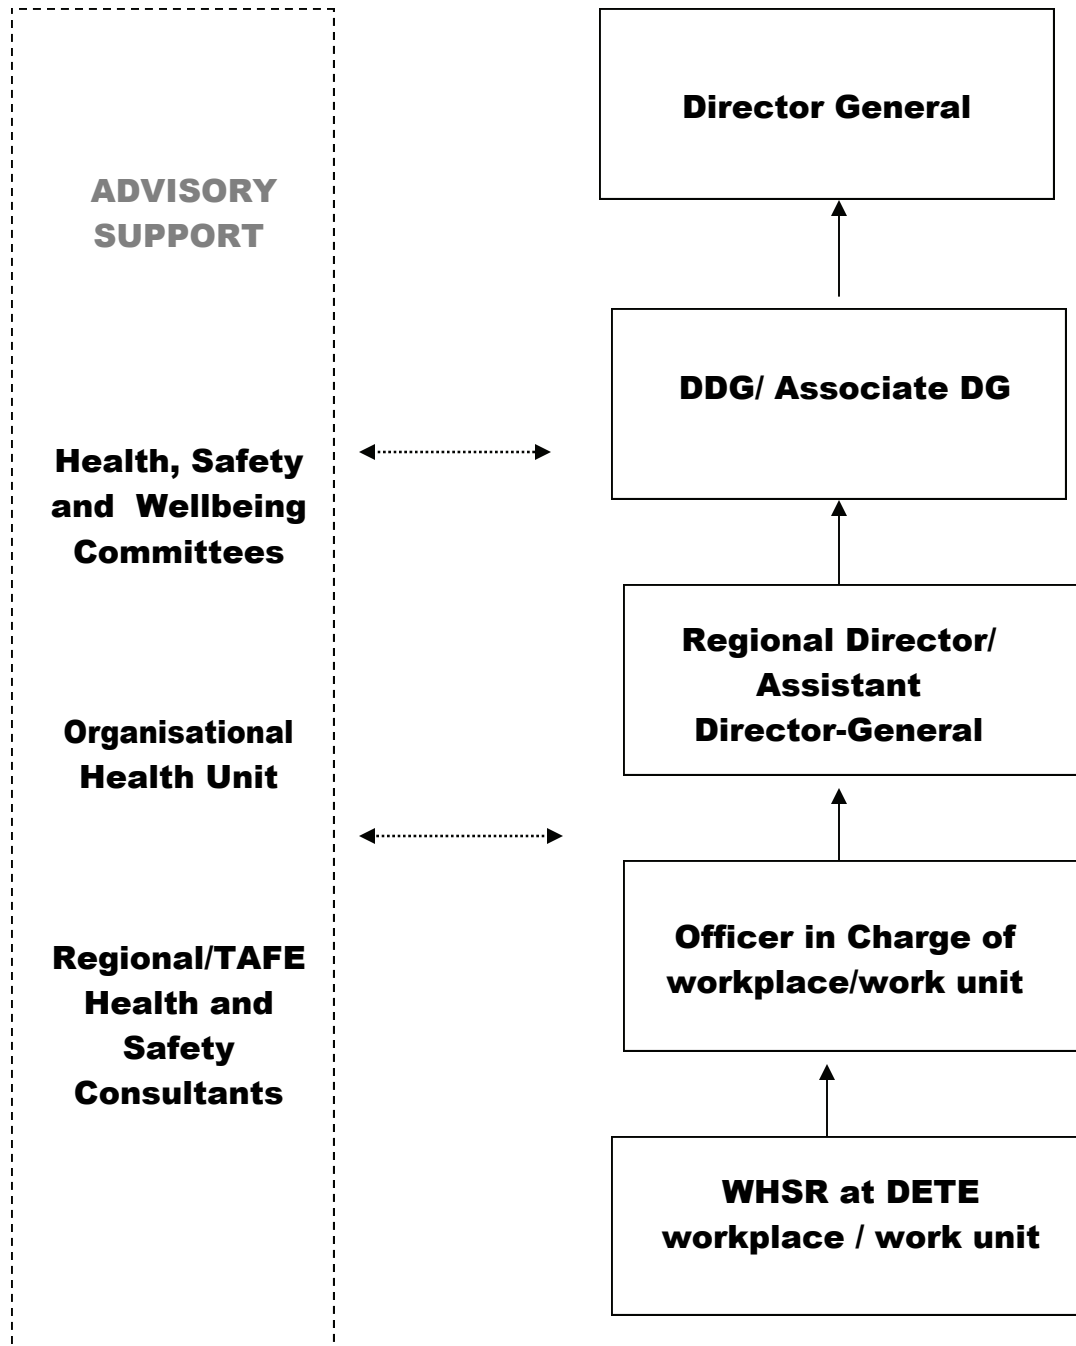 ADVISORY
SUPPORT
Health, Safety
and Wellbeing
Committees
Organisational
Health Unit
Regional/TAFE
Health and
Safety
Consultants
Director General
DDG/ Associate DG
Regional Director/
Assistant
Director-General
Officer in Charge of
workplace/work unit
WHSR at DETE
workplace / work unit